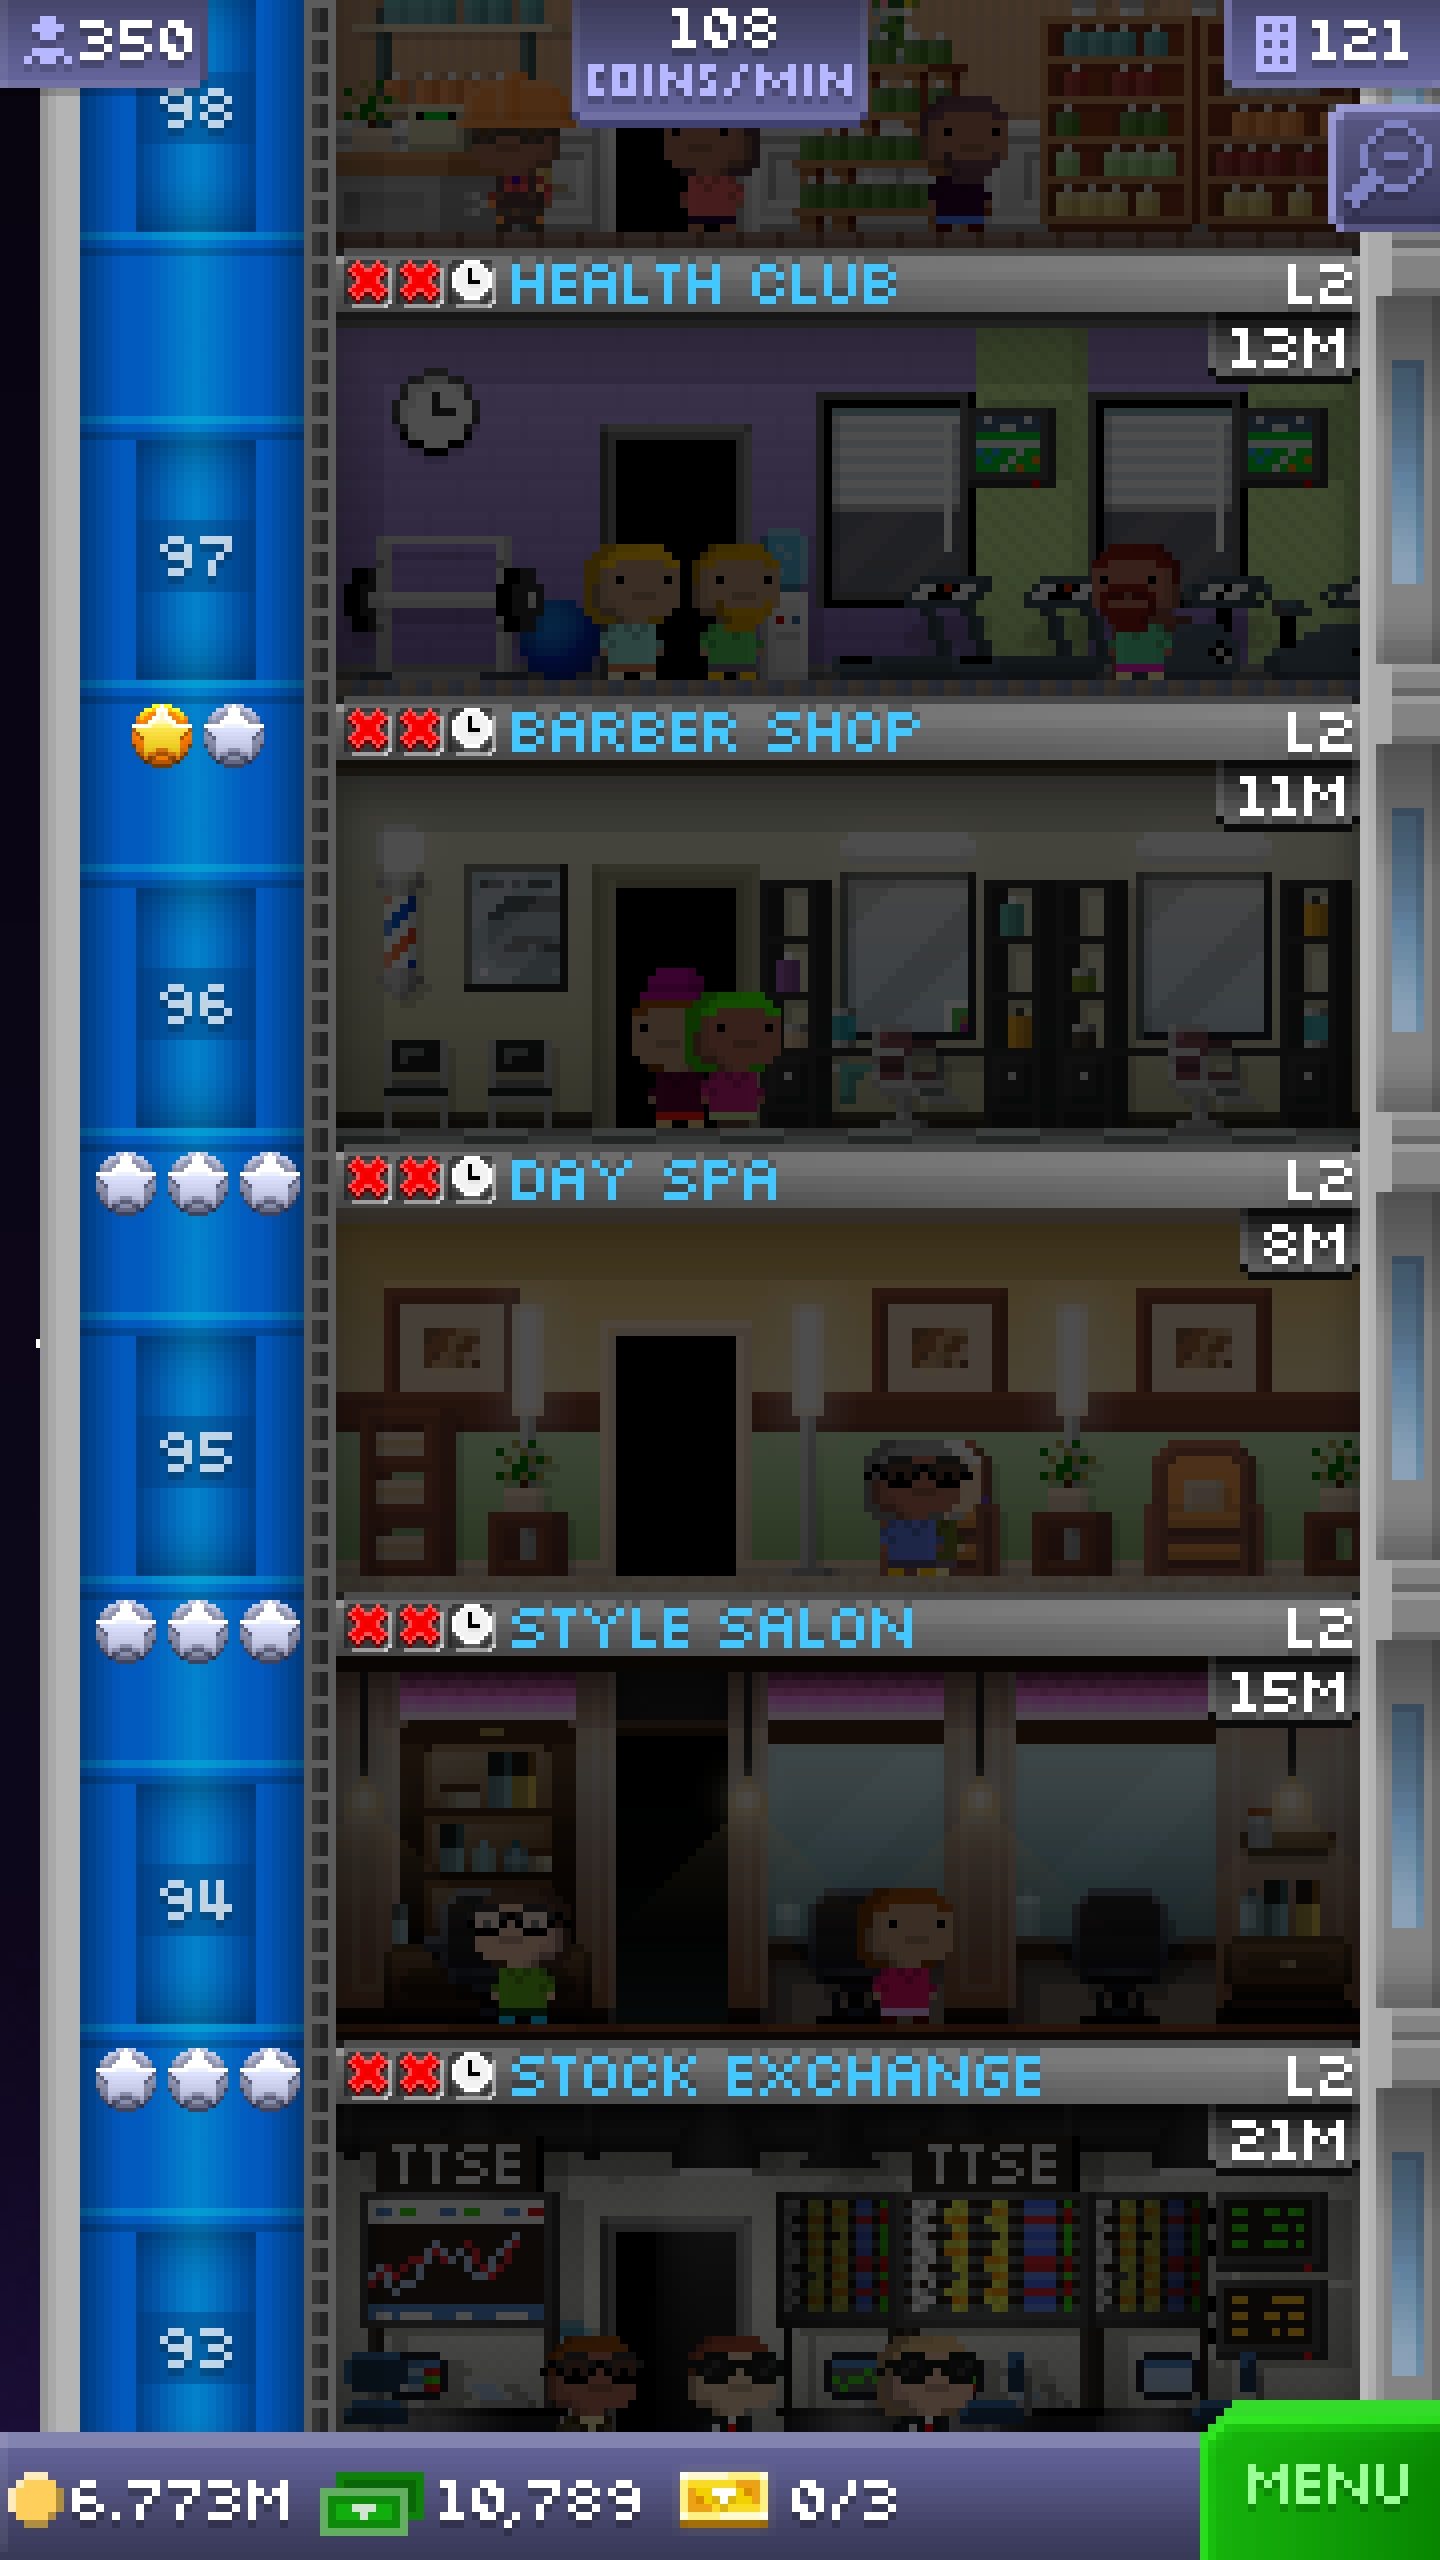 350
108
COINS/MIN
121
98
HEALTH CLUB L2
13M
97
BARBER SHOP L2
11M
96
DAY SPA L2
8M
95
STYLE SALON L2
15M
94
STOCK EXCHANGE L2
21M
TTSE TTSE
93
6.773M 10,789 0/3 MENU